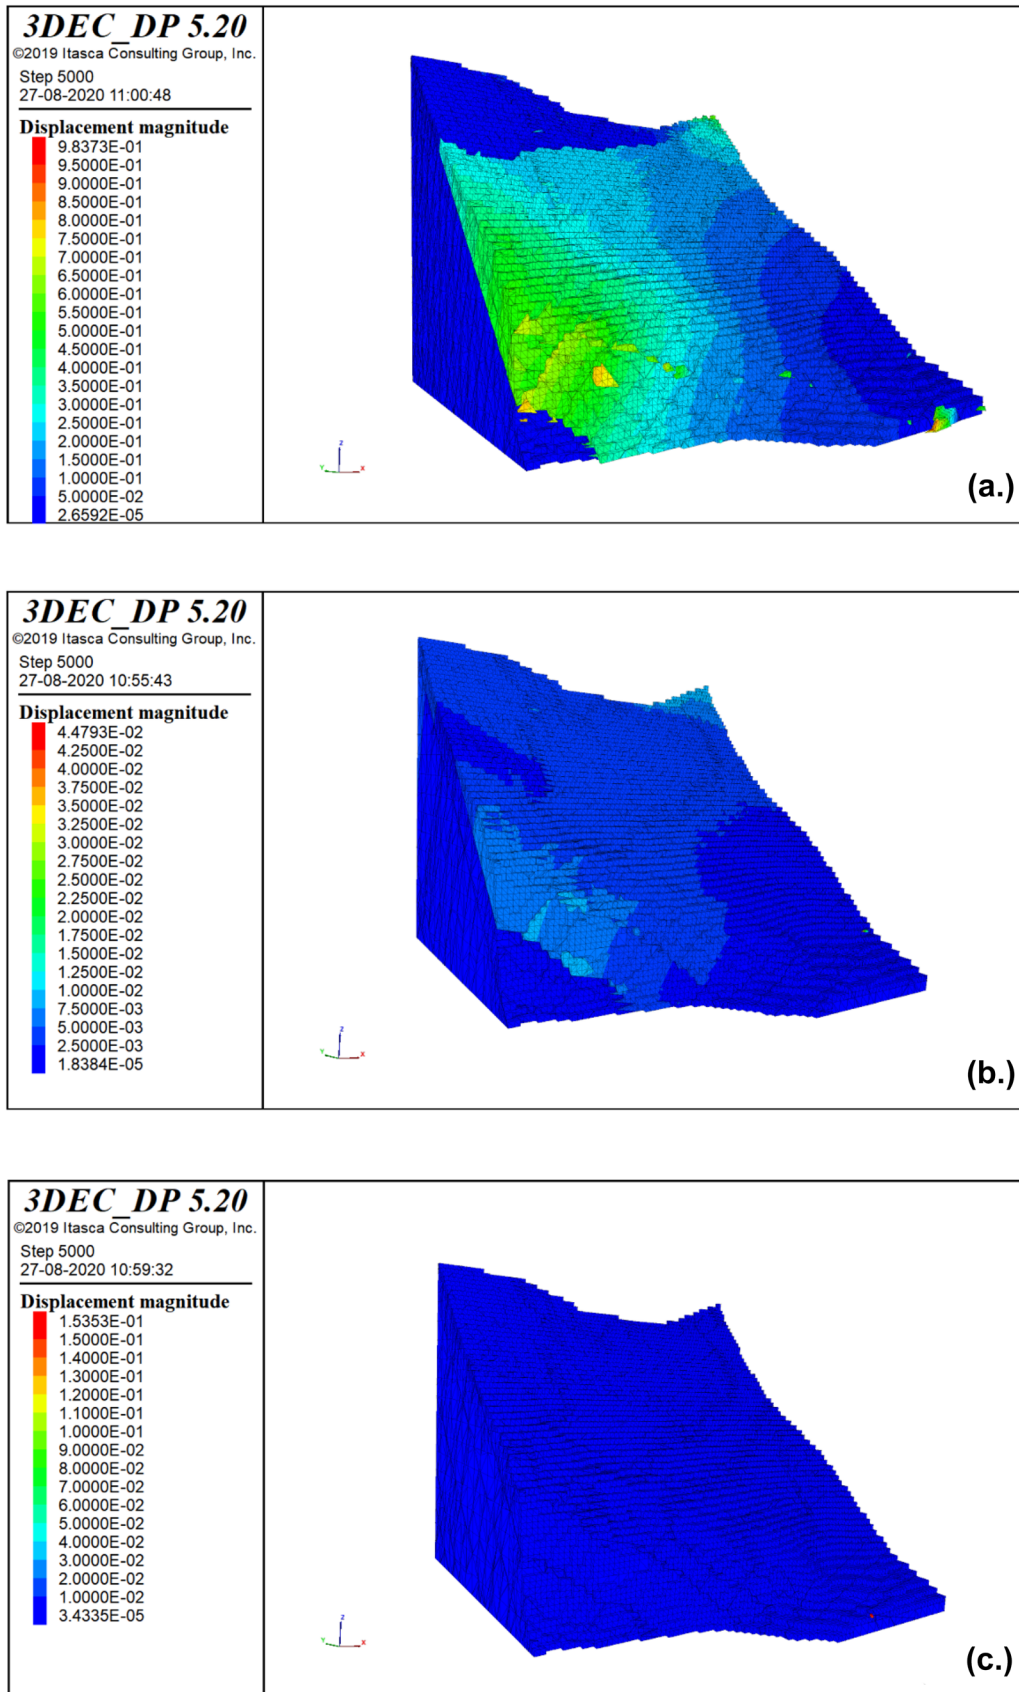 3DEC_DP 5.20
©2019 Itasca Consulting Group, Inc.
Step 5000
27-08-2020 11:00:48
Displacement magnitude
9.8373E-01
9.5000E-01
9.0000E-01
8.5000E-01
8.0000E-01
7.5000E-01
7.0000E-01
6.5000E-01
6.0000E-01
5.5000E-01
5.0000E-01
4.5000E-01
4.0000E-01
3.5000E-01
3.0000E-01
2.5000E-01
2.0000E-01
1.5000E-01
1.0000E-01
5.0000E-02
2.6592E-05
Z
Y
X
(a.)
3DEC_DP 5.20
©2019 Itasca Consulting Group, Inc.
Step 5000
27-08-2020 10:55:43
Displacement magnitude
4.4793E-02
4.2500E-02
4.0000E-02
3.7500E-02
3.5000E-02
3.2500E-02
3.0000E-02
2.7500E-02
2.5000E-02
2.2500E-02
2.0000E-02
1.7500E-02
1.5000E-02
1.2500E-02
1.0000E-02
7.5000E-03
5.0000E-03
2.5000E-03
1.8384E-05
Z
Y
X
(b.)
3DEC_DP 5.20
©2019 Itasca Consulting Group, Inc.
Step 5000
27-08-2020 10:59:32
Displacement magnitude
1.5353E-01
1.5000E-01
1.4000E-01
1.3000E-01
1.2000E-01
1.1000E-01
1.0000E-01
9.0000E-02
8.0000E-02
7.0000E-02
6.0000E-02
5.0000E-02
4.0000E-02
3.0000E-02
2.0000E-02
1.0000E-02
3.4335E-05
Z
Y
X
(c.)